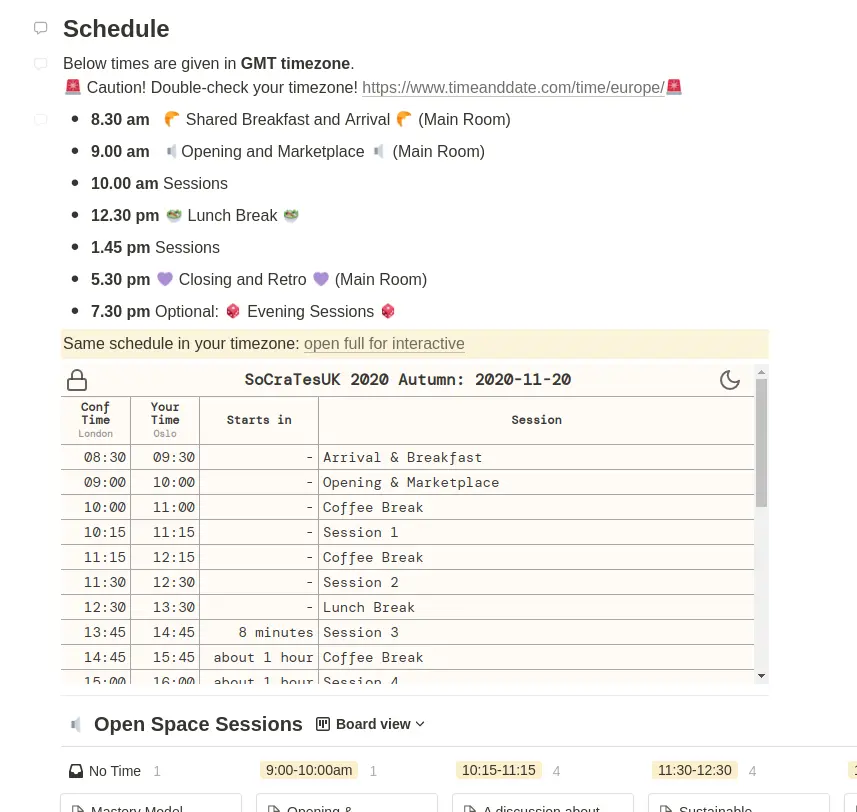 Schedule
Below times are given in GMT timezone.
🚨 Caution! Double-check your timezone! https://www.timeanddate.com/time/europe/🚨
8.30 am 🥐 Shared Breakfast and Arrival 🥐 (Main Room)
9.00 am 🔈Opening and Marketplace 🔈 (Main Room)
10.00 am Sessions
12.30 pm 🥗 Lunch Break 🥗
1.45 pm Sessions
5.30 pm 💜 Closing and Retro 💜 (Main Room)
7.30 pm Optional: 🎲 Evening Sessions 🎲
Same schedule in your timezone: open full for interactive
SoCraTesUK 2020 Autumn: 2020-11-20
Conf Time London Your Time Oslo Starts in Session
08:30 09:30 - Arrival & Breakfast
09:00 10:00 - Opening & Marketplace
10:00 11:00 - Coffee Break
10:15 11:15 - Session 1
11:15 12:15 - Coffee Break
11:30 12:30 - Session 2
12:30 13:30 - Lunch Break
13:45 14:45 8 minutes Session 3
14:45 15:45 about 1 hour Coffee Break
15:00 16:00 about 1 hour Session 4
Open Space Sessions Board view
No Time 1 9:00-10:00am 1 10:15-11:15 4 11:30-12:30 4
Mastery Model Opening & A discussion about Sustainable